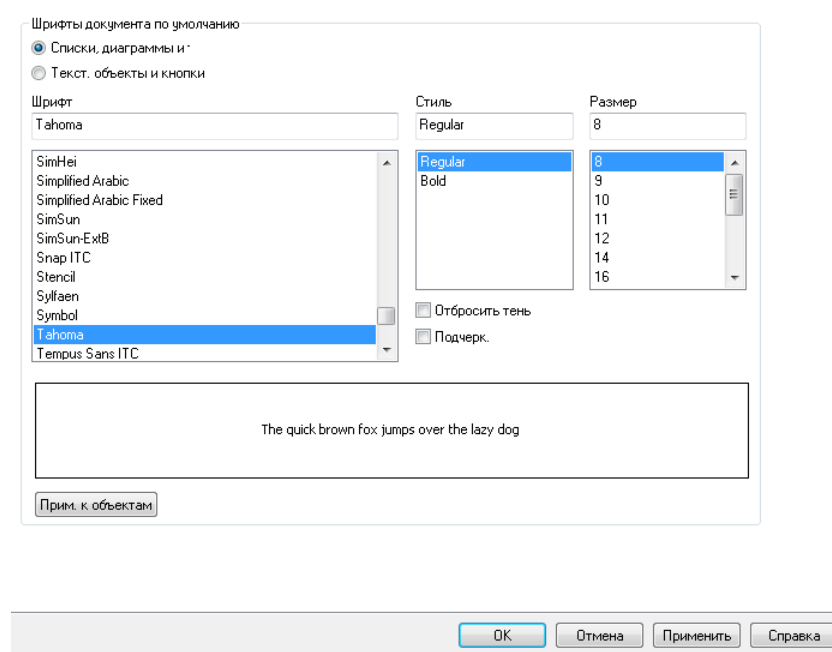 Шрифты документа по умолчанию
Списки, диаграммы и
Текст. объекты и кнопки
Шрифт Стиль Размер
Tahoma Regular 8
SimHei Regular 8
Simplified Arabic Bold 9
Simplified Arabic Fixed 10
SimSun 11
SimSun-ExtB 12
Snap ITC 14
Stencil 16
Sylfaen
Symbol Отбросить тень
Tahoma Подчерк.
Tempus Sans ITC
The quick brown fox jumps over the lazy dog
Прим. к объектам
OK Отмена Применить Справка